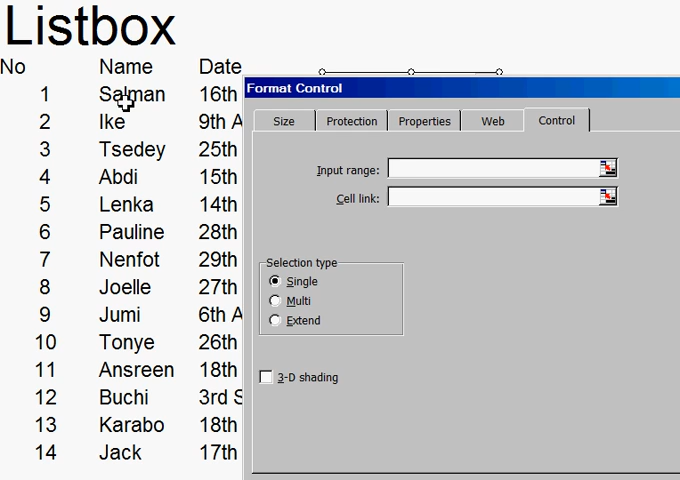 Listbox
No Name Date
1 Salman 16th
2 Ike 9th A
3 Tsedey 25th
4 Abdi 15th
5 Lenka 14th
6 Pauline 28th
7 Nenfot 29th
8 Joelle 27th
9 Jumi 6th A
10 Tonye 26th
11 Ansreen 18th
12 Buchi 3rd S
13 Karabo 18th
14 Jack 17th
Format Control
Size Protection Properties Web Control
Input range:
Cell link:
Selection type
Single
Multi
Extend
3-D shading